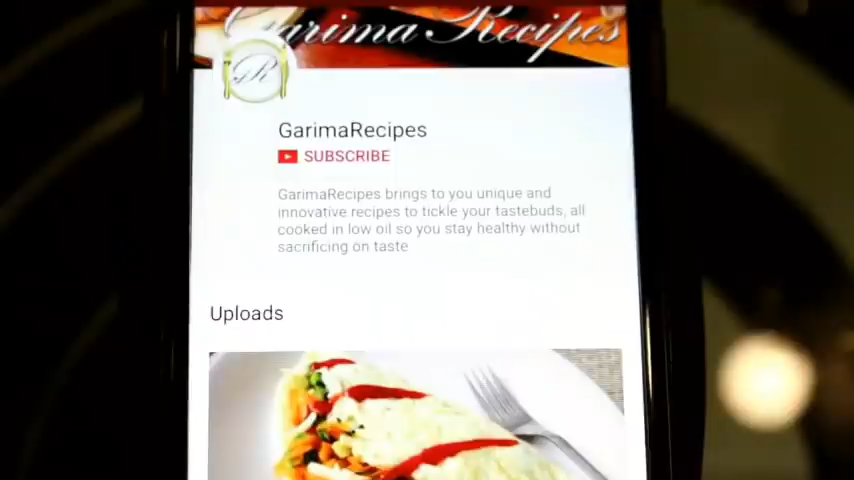 Garima Recipes
GR
GarimaRecipes
SUBSCRIBE
GarimaRecipes brings to you unique and
innovative recipes to tickle your tastebuds, all
cooked in low oil so you stay healthy without
sacrificing on taste
Uploads